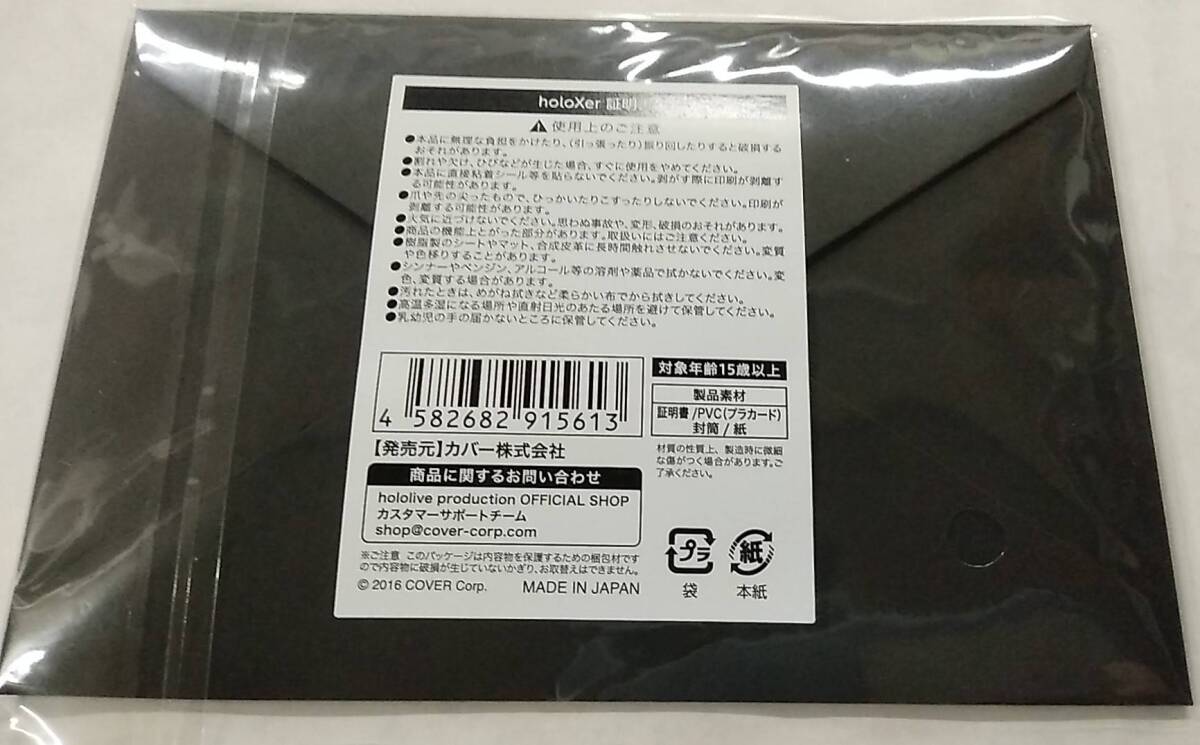 holoXer 証明
⚠使用上のご注意
●本品に無理な負担をかけたり、(引っ張ったり)振り回したりすると破損する
おそれがあります。
●割れや欠け、ひびなどが生じた場合、すぐに使用をやめてください。
●本品に直接粘着シール等を貼らないでください。剥がす際に印刷が剥離す
る可能性があります。
●爪や先の尖ったもので、ひっかいたりこすったりしないでください。印刷が
剥離する可能性があります。
●火気に近づけないでください。思わぬ事故や、変形、破損のおそれがあります。
●商品の機能上とがった部分があります。取扱いにはご注意ください。
●樹脂製のシートやマット、合成皮革に長時間触れさせないでください。変質
や色移りすることがあります。
●シンナーやベンジン、アルコール等の溶剤や薬品で拭かないでください。変
色、変質する場合があります。
●汚れたときは、めがね拭きなど柔らかい布でから拭きしてください。
●高温多湿になる場所や直射日光のあたる場所を避けて保管してください。
●乳幼児の手の届かないところに保管してください。
4 582682 915613
【発売元】カバー株式会社
商品に関するお問い合わせ
hololive production OFFICIAL SHOP
カスタマーサポートチーム
shop@cover-corp.com
※ご注意 このパッケージは内容物を保護するための梱包材です
ので内容物に破損が生じていないかぎり、お取替えはできません。
© 2016 COVER Corp. MADE IN JAPAN
対象年齢15歳以上
製品素材
証明書/PVC(プラカード)
封筒/紙
材質の性質上、製造時に微細
な傷がつく場合があります。ご
了承ください。
プラ 紙
袋 本紙